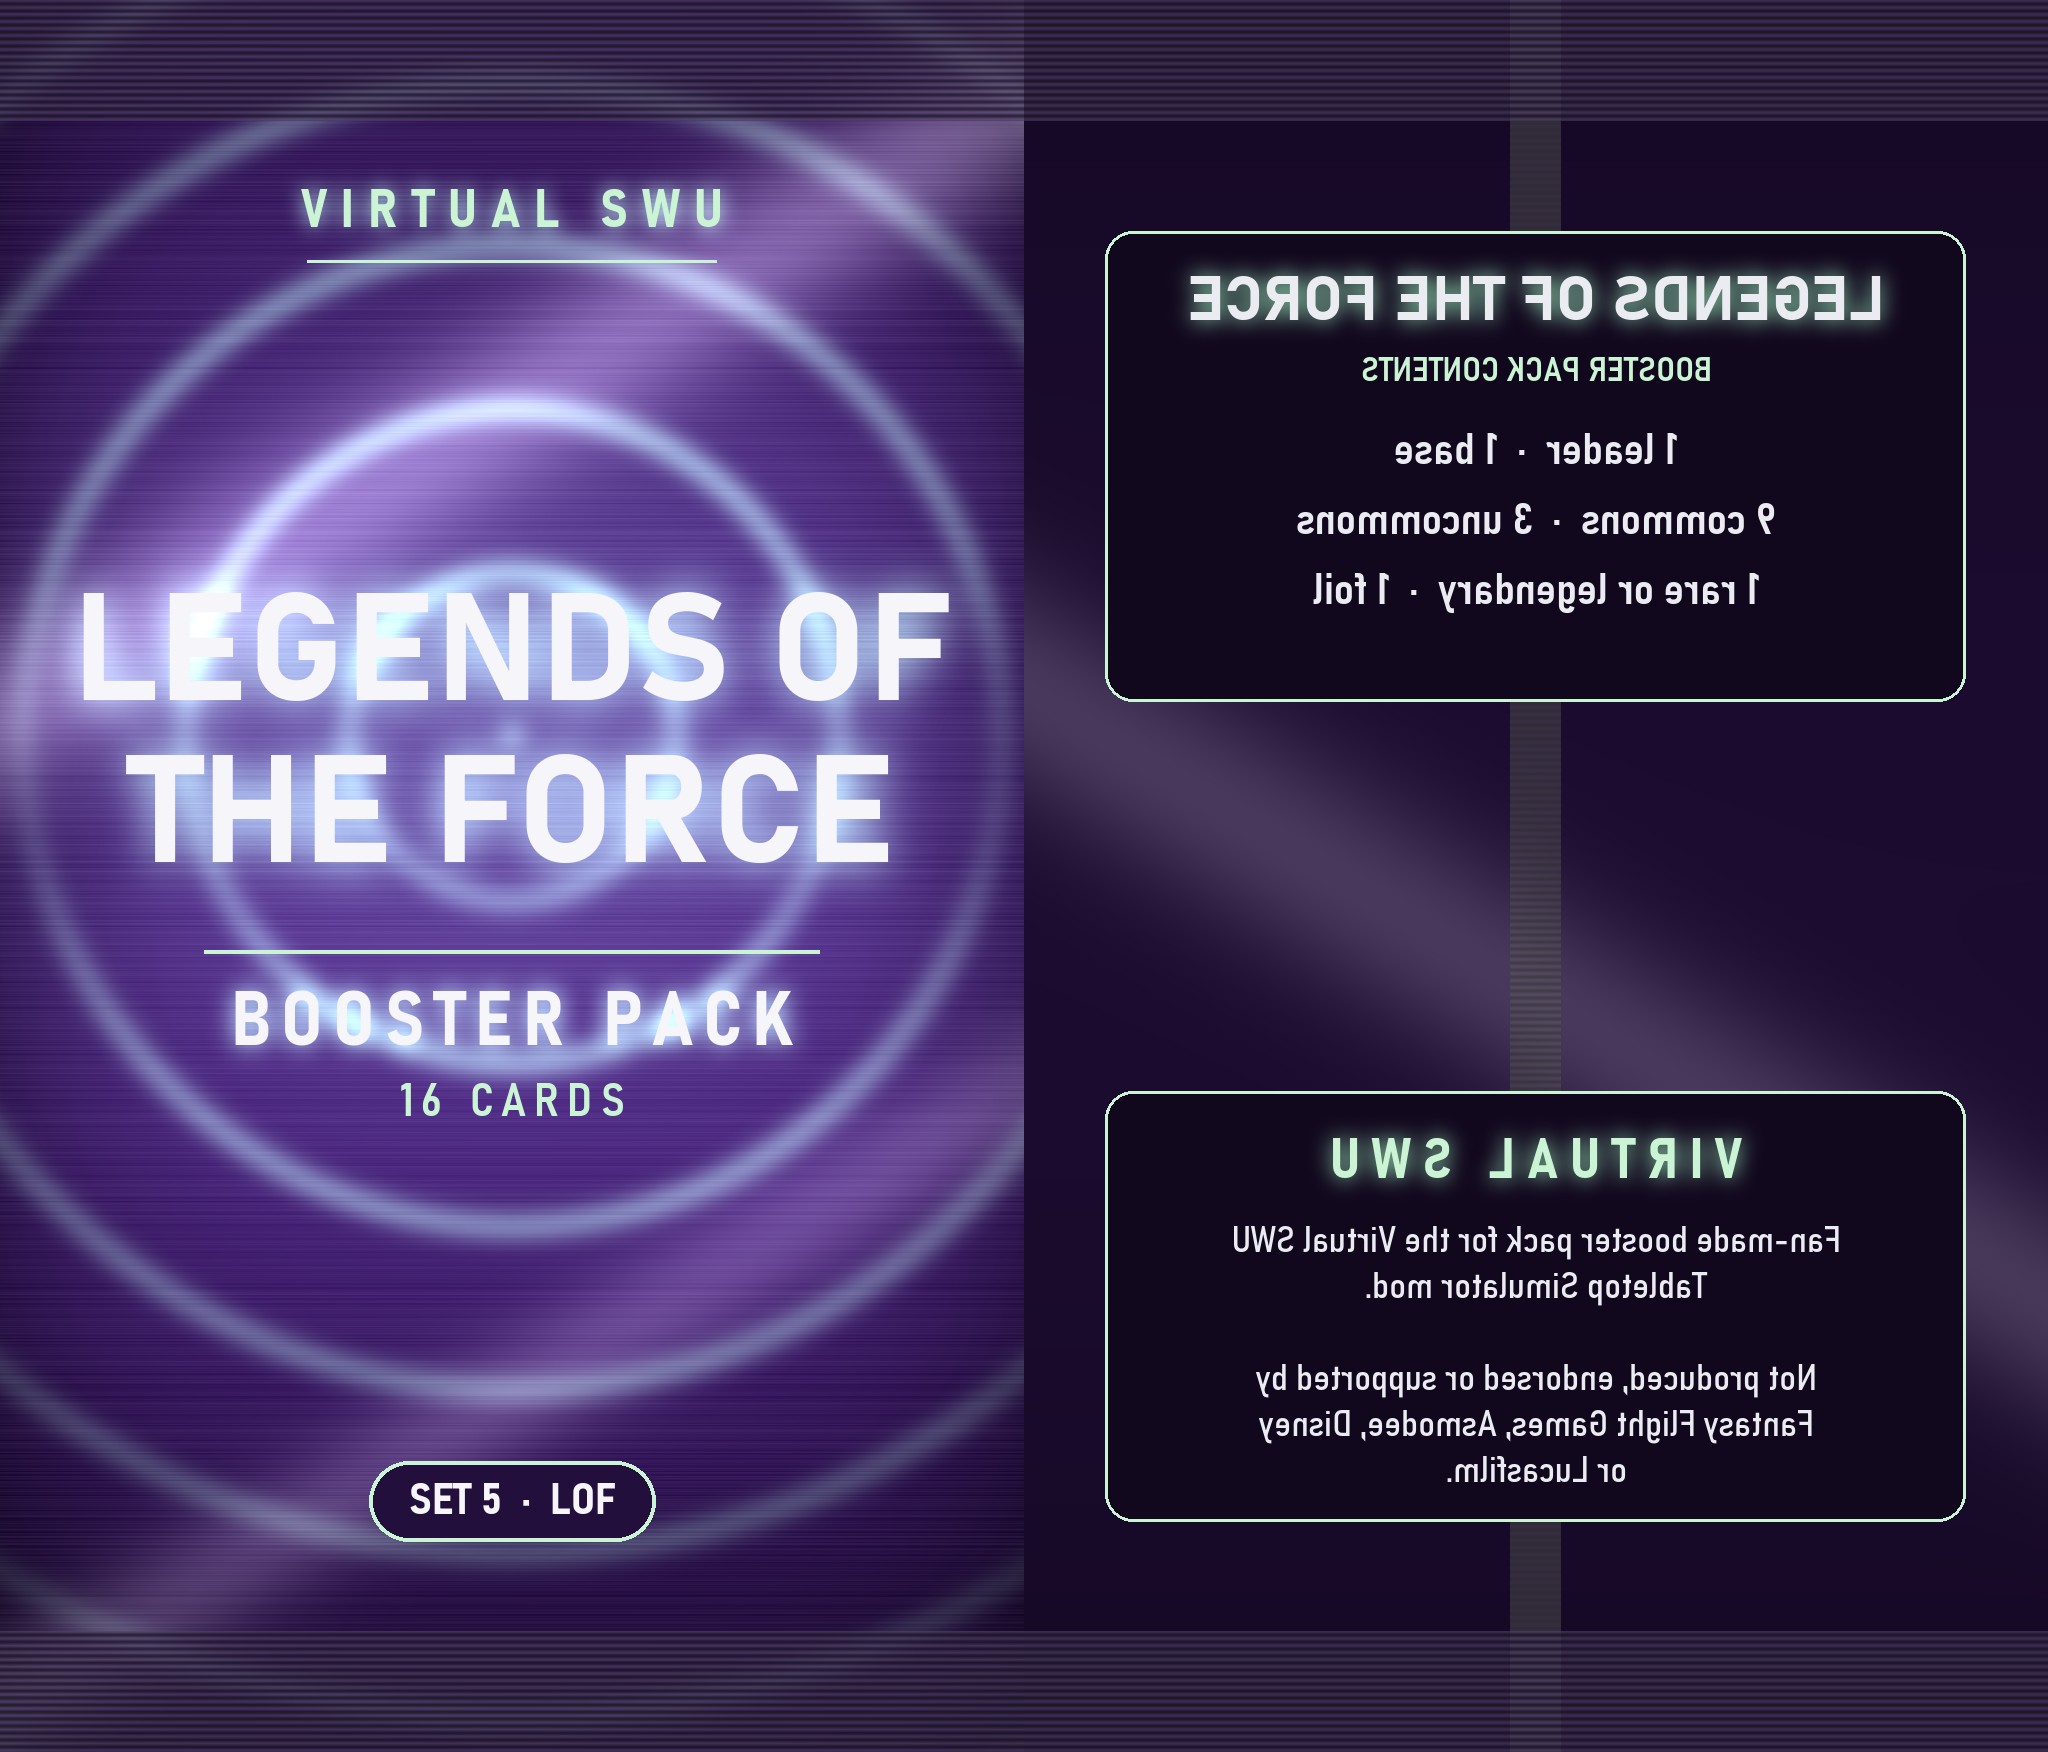 VIRTUAL SWU
LEGENDS OF
THE FORCE
BOOSTER PACK
16 CARDS
SET 5 · LOF
LEGENDS OF THE FORCE
BOOSTER PACK CONTENTS
1 leader · 1 base
9 commons · 3 uncommons
1 rare or legendary · 1 foil
VIRTUAL SWU
Fan-made booster pack for the Virtual SWU
Tabletop Simulator mod.
Not produced, endorsed or supported by
Fantasy Flight Games, Asmodee, Disney
or Lucasfilm.